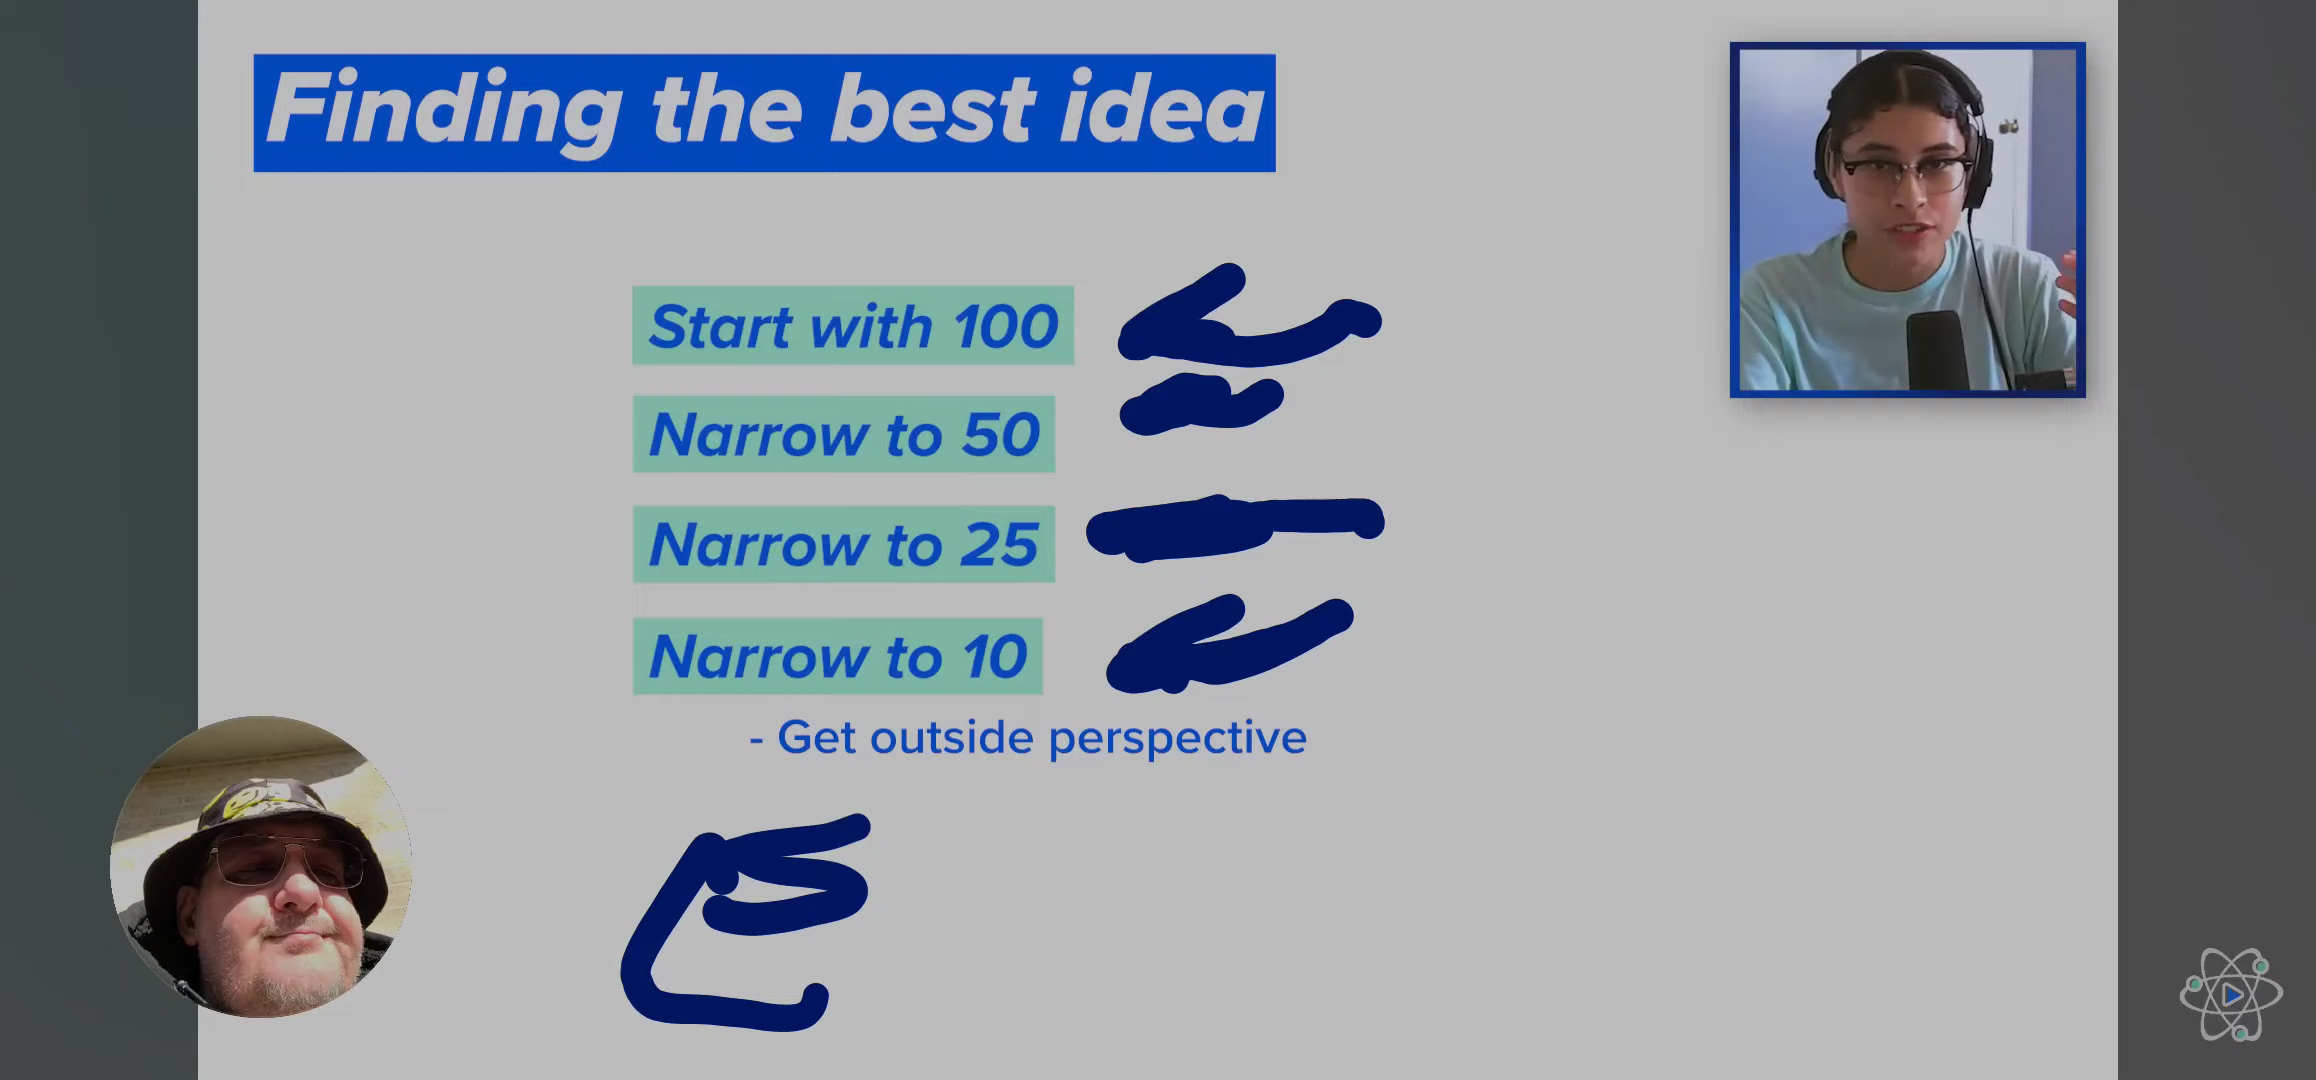 Finding the best idea
Start with 100
Narrow to 50
Narrow to 25
Narrow to 10
- Get outside perspective